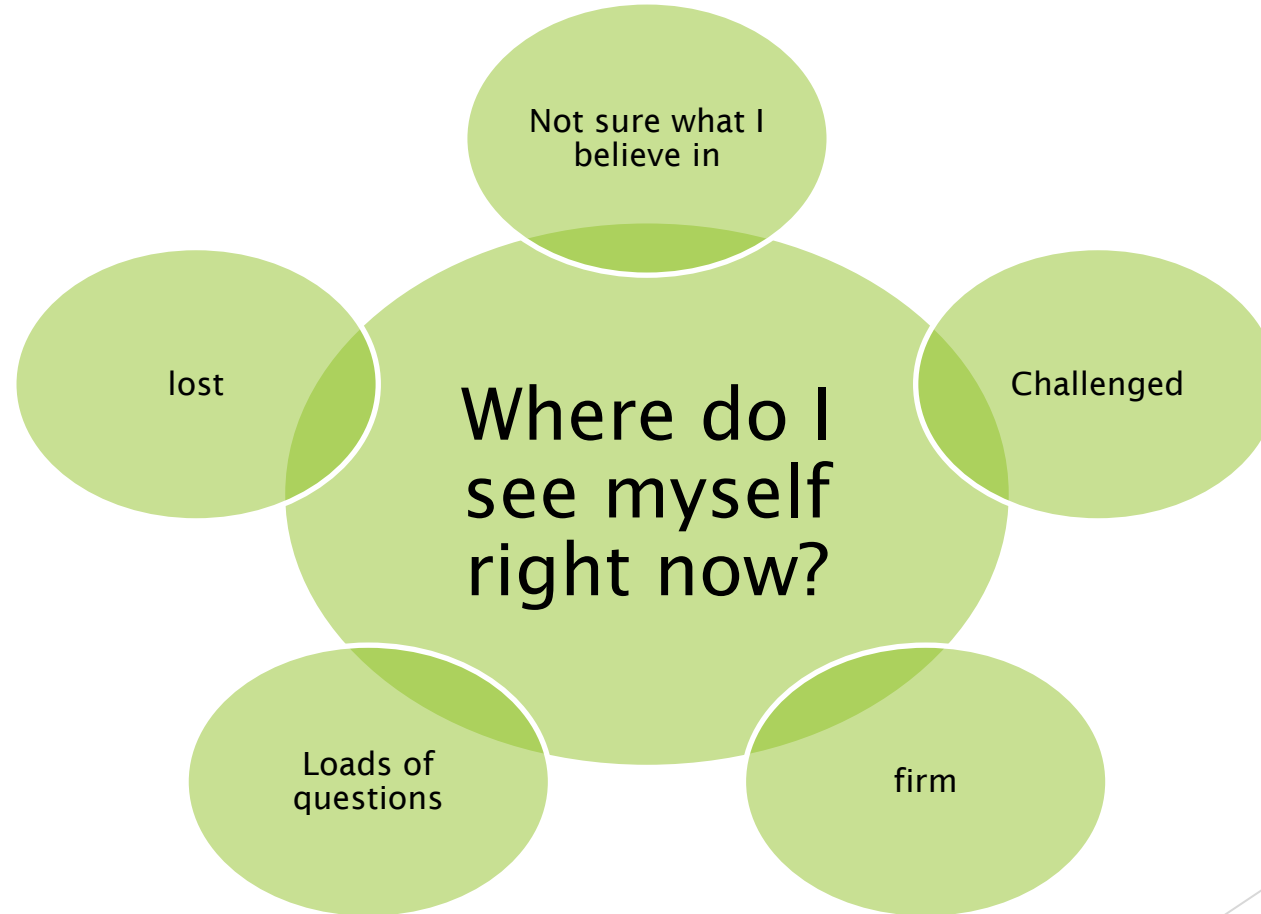 Not sure what I
believe in
lost
Challenged
Where do I
see myself
right now?
Loads of
questions
firm